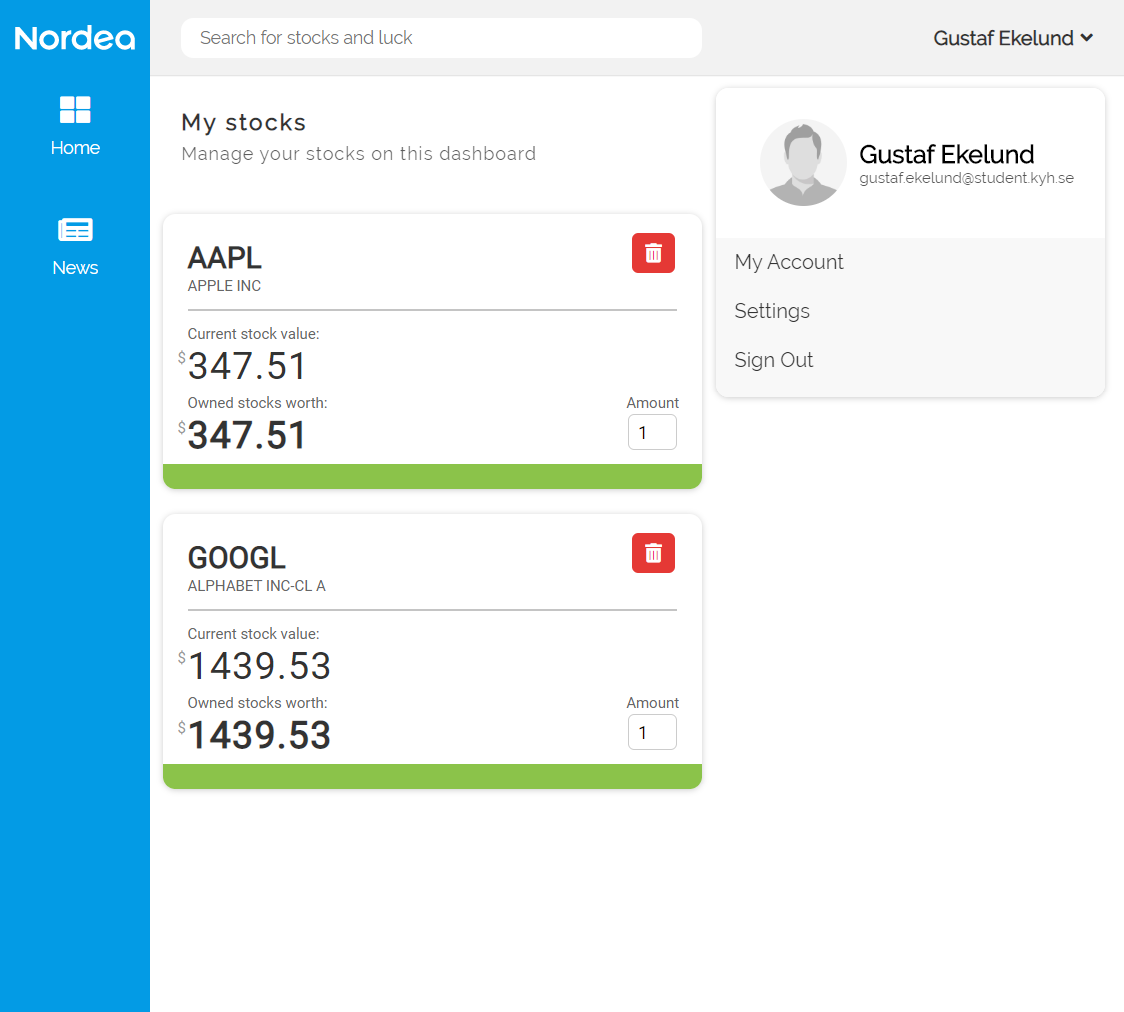 Nordea
Search for stocks and luck
Gustaf Ekelund
Home
News
My stocks
Manage your stocks on this dashboard
AAPL
APPLE INC
Current stock value:
$347.51
Owned stocks worth:
Amount
$347.51
1
GOOGL
ALPHABET INC-CL A
Current stock value:
$1439.53
Owned stocks worth:
Amount
$1439.53
1
Gustaf Ekelund
gustaf.ekelund@student.kyh.se
My Account
Settings
Sign Out